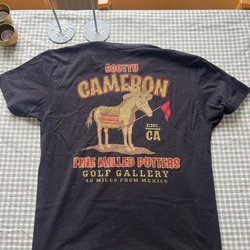 SCOTTY
CAMERON
ENC.
CA
FINE MILLED PUTTERS
GOLF GALLERY
40 MILES FROM MEXICO